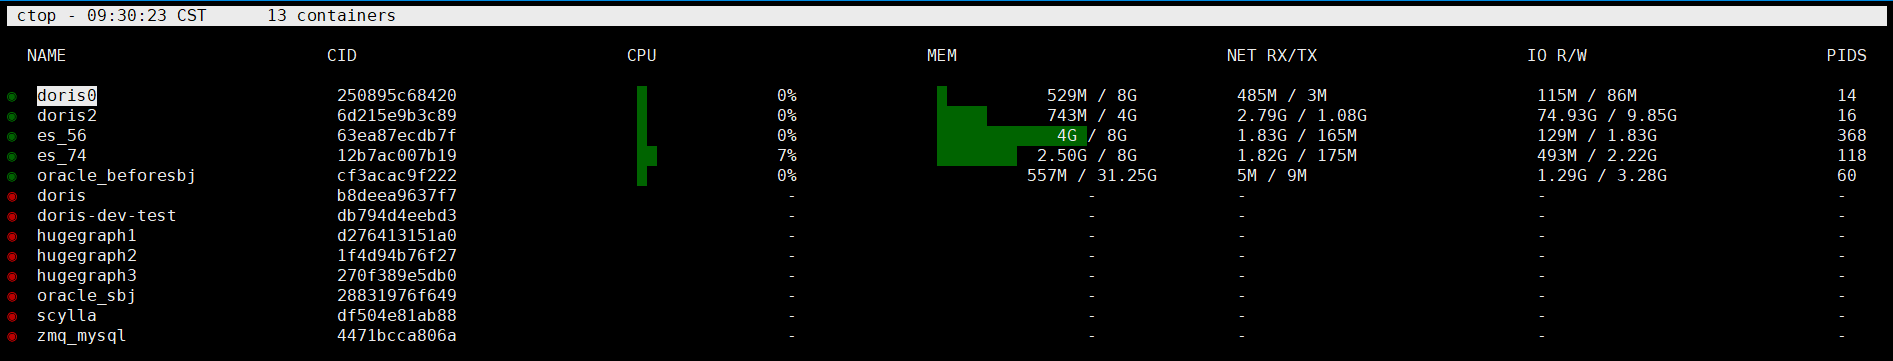 ctop - 09:30:23 CST 13 containers
NAME CID CPU MEM NET RX/TX IO R/W PIDS
doris0 250895c68420 0% 529M / 8G 485M / 3M 115M / 86M 14
doris2 6d215e9b3c89 0% 743M / 4G 2.79G / 1.08G 74.93G / 9.85G 16
es_56 63ea87ecdb7f 0% 4G / 8G 1.83G / 165M 129M / 1.83G 368
es_74 12b7ac007b19 7% 2.50G / 8G 1.82G / 175M 493M / 2.22G 118
oracle_beforesbj cf3acac9f222 0% 557M / 31.25G 5M / 9M 1.29G / 3.28G 60
doris b8deea9637f7 - - - - -
doris-dev-test db794d4eebd3 - - - - -
hugegraph1 d276413151a0 - - - - -
hugegraph2 1f4d94b76f27 - - - - -
hugegraph3 270f389e5db0 - - - - -
oracle_sbj 28831976f649 - - - - -
scylla df504e81ab88 - - - - -
zmq_mysql 4471bcca806a - - - - -